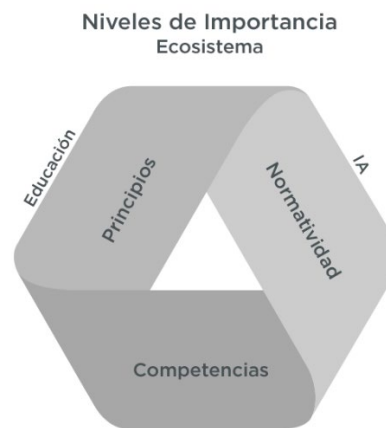 Niveles de Importancia
Ecosistema
Educación
Principios
IA
Normatividad
Competencias